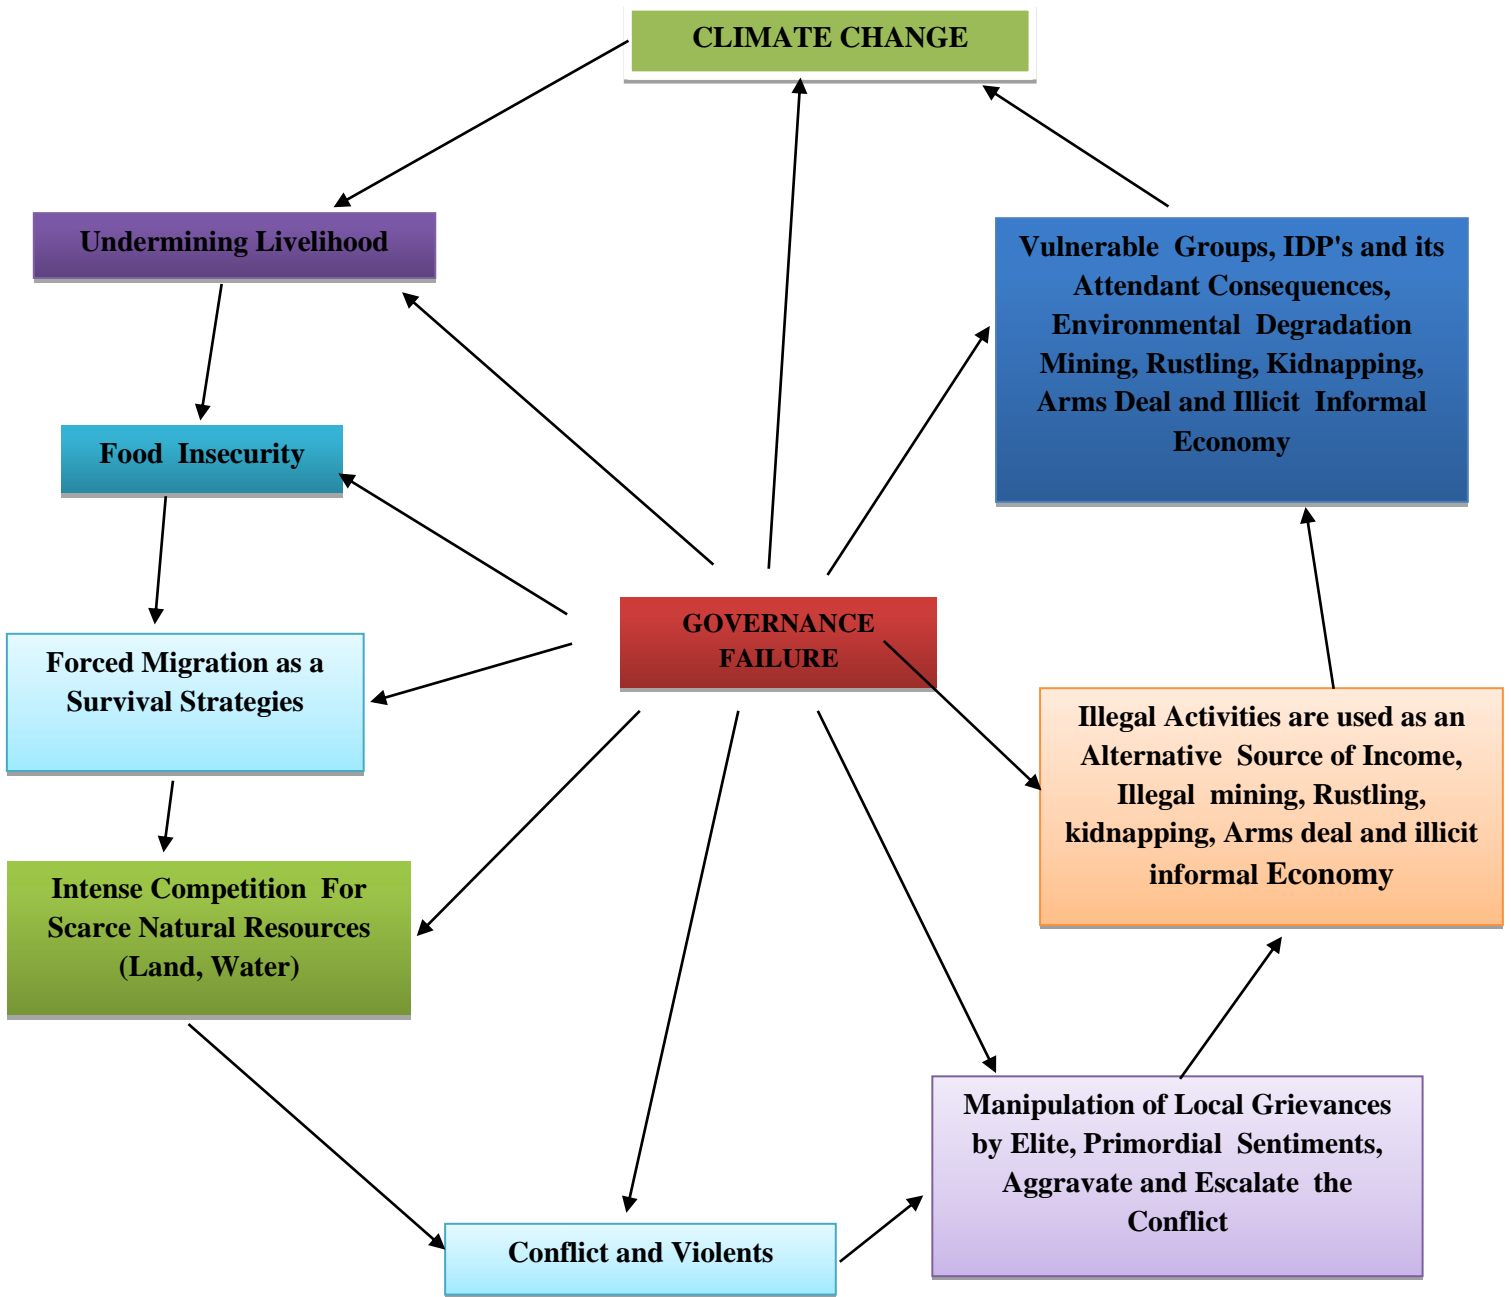 CLIMATE CHANGE
Undermining Livelihood
Vulnerable Groups, IDP's and its
Attendant Consequences,
Environmental Degradation
Mining, Rustling, Kidnapping,
Arms Deal and Illicit Informal
Economy
Food Insecurity
GOVERNANCE
FAILURE
Forced Migration as a
Survival Strategies
Illegal Activities are used as an
Alternative Source of Income,
Illegal mining, Rustling,
kidnapping, Arms deal and illicit
informal Economy
Intense Competition For
Scarce Natural Resources
(Land, Water)
Manipulation of Local Grievances
by Elite, Primordial Sentiments,
Aggravate and Escalate the
Conflict
Conflict and Violents